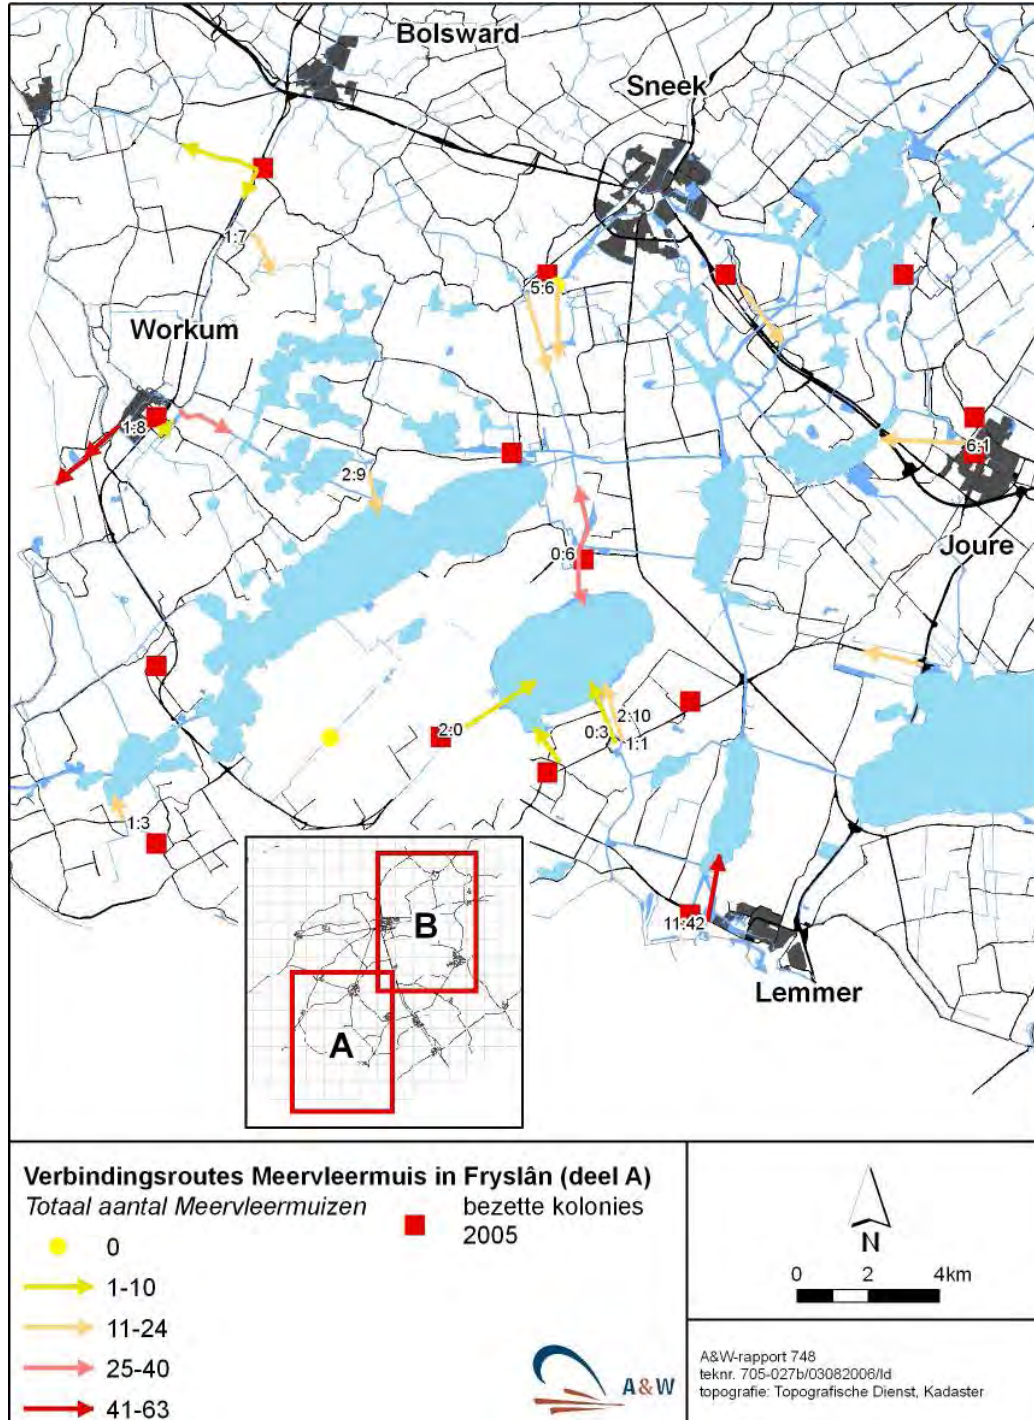 Bolsward
Sneek
1:7
5:6
Workum
1:8
2:9
6:1
0:6
Joure
2:0
2:10
0:3
1:1
1:3
11:42
B
A
Lemmer
Verbindingsroutes Meervleermuis in Fryslân (deel A)
Totaal aantal Meervleermuizen
bezette kolonies
2005
0
1-10
11-24
25-40
41-63
N
0 2 4km
A&W
A&W-rapport 748
teknr. 705-027b/03082006/ld
topografie: Topografische Dienst, Kadaster